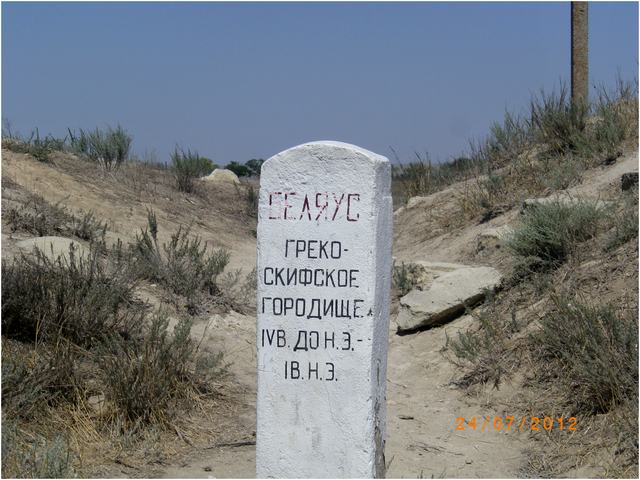 БЕЛЯУС
ГРЕКО-
СКИФСКОЕ
ГОРОДИЩЕ
IVВ. ДО Н.Э.-
IВ. Н.Э.
24/07/2012